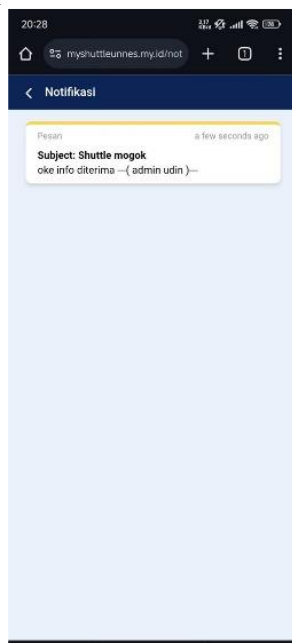 20:28
myshuttleunnes.my.id/not
1
Notifikasi
Pesan
a few seconds ago
Subject: Shuttle mogok
oke info diterima ---( admin udin )---